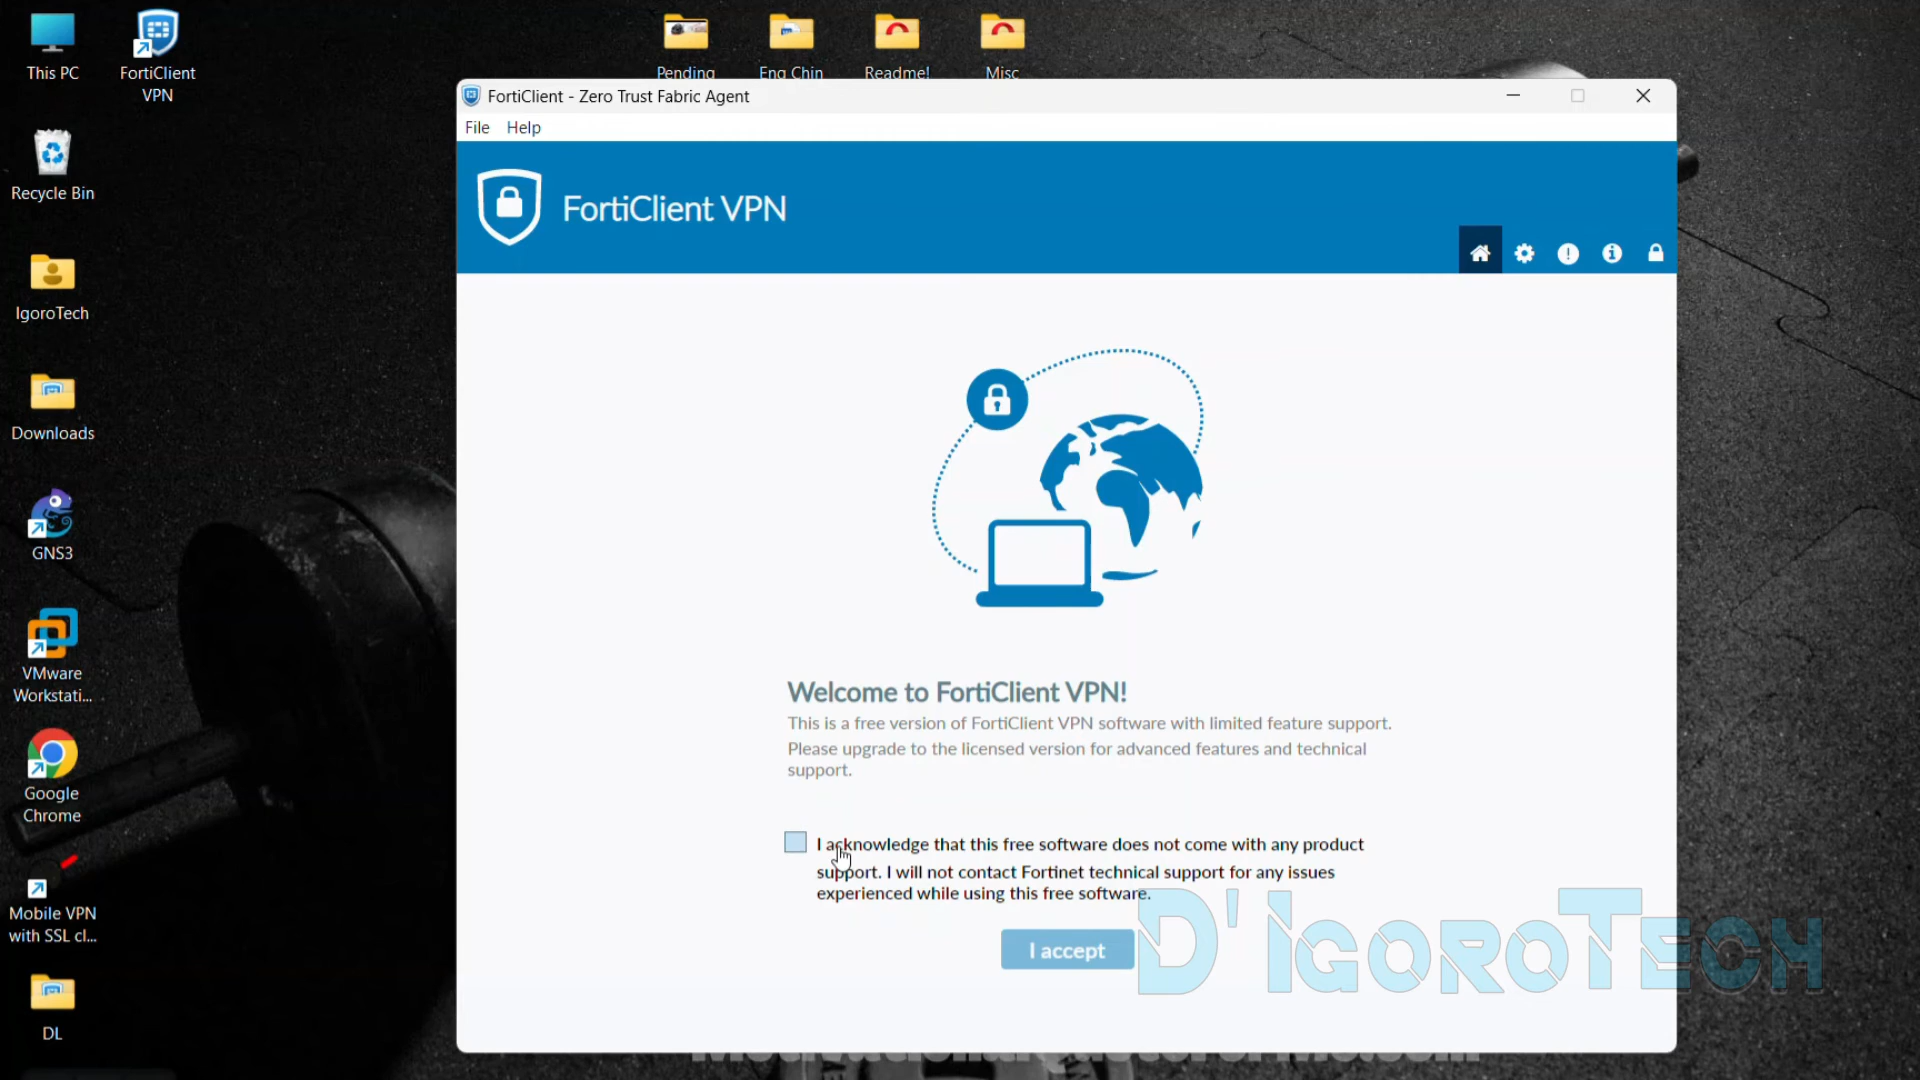 This PC
FortiClient
VPN
Pending
Eng Chin
Readme!
Misc
Recycle Bin
IgoroTech
Downloads
GNS3
VMware
Workstati...
Google
Chrome
Mobile VPN
with SSL cl...
DL
FortiClient - Zero Trust Fabric Agent
File Help
FortiClient VPN
Welcome to FortiClient VPN!
This is a free version of FortiClient VPN software with limited feature support.
Please upgrade to the licensed version for advanced features and technical
support.
I acknowledge that this free software does not come with any product
support. I will not contact Fortinet technical support for any issues
experienced while using this free software.
I accept
D'IGOROTECH